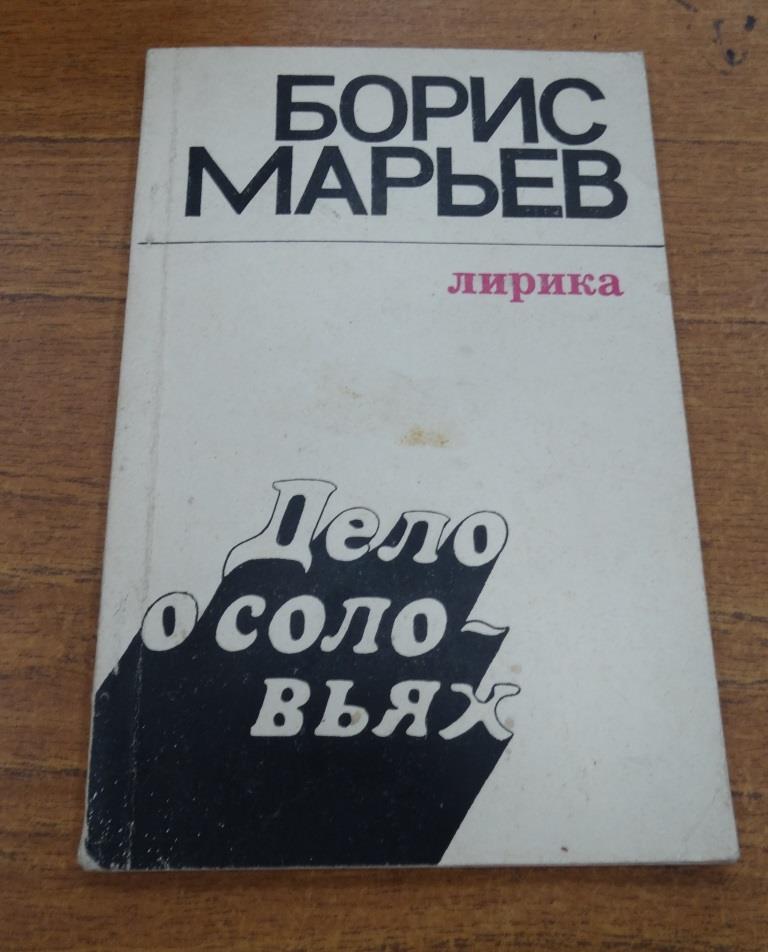 БОРИС
МАРЬЕВ
лирика
Дело
о соло-
вьях